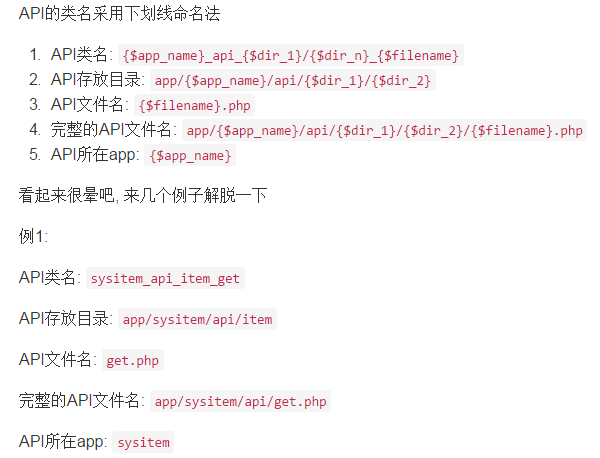 API的类名采用下划线命名法
1. API类名: {$app_name}_api_{$dir_1}/{$dir_n}_{$filename}
2. API存放目录: app/{$app_name}/api/{$dir_1}/{$dir_2}
3. API文件名: {$filename}.php
4. 完整的API文件名: app/{$app_name}/api/{$dir_1}/{$dir_2}/{$filename}.php
5. API所在app: {$app_name}
看起来很晕吧, 来几个例子解脱一下
例1:
API类名: sysitem_api_item_get
API存放目录: app/sysitem/api/item
API文件名: get.php
完整的API文件名: app/sysitem/api/get.php
API所在app: sysitem